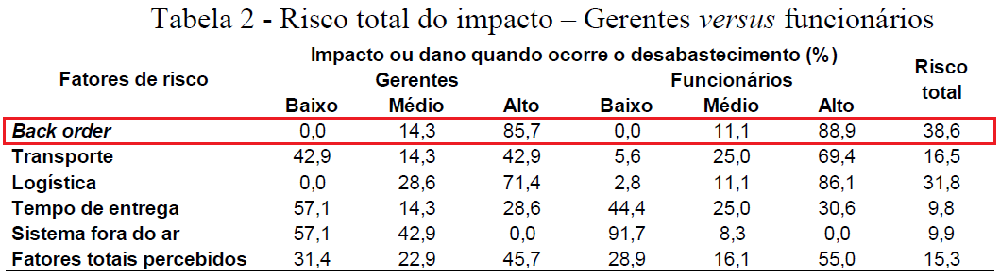 Tabela 2 - Risco total do impacto – Gerentes versus funcionários
Impacto ou dano quando ocorre o desabastecimento (%)
Fatores de risco Gerentes Funcionários Risco total
Baixo Médio Alto Baixo Médio Alto
Back order 0,0 14,3 85,7 0,0 11,1 88,9 38,6
Transporte 42,9 14,3 42,9 5,6 25,0 69,4 16,5
Logística 0,0 28,6 71,4 2,8 11,1 86,1 31,8
Tempo de entrega 57,1 14,3 28,6 44,4 25,0 30,6 9,8
Sistema fora do ar 57,1 42,9 0,0 91,7 8,3 0,0 9,9
Fatores totais percebidos 31,4 22,9 45,7 28,9 16,1 55,0 15,3